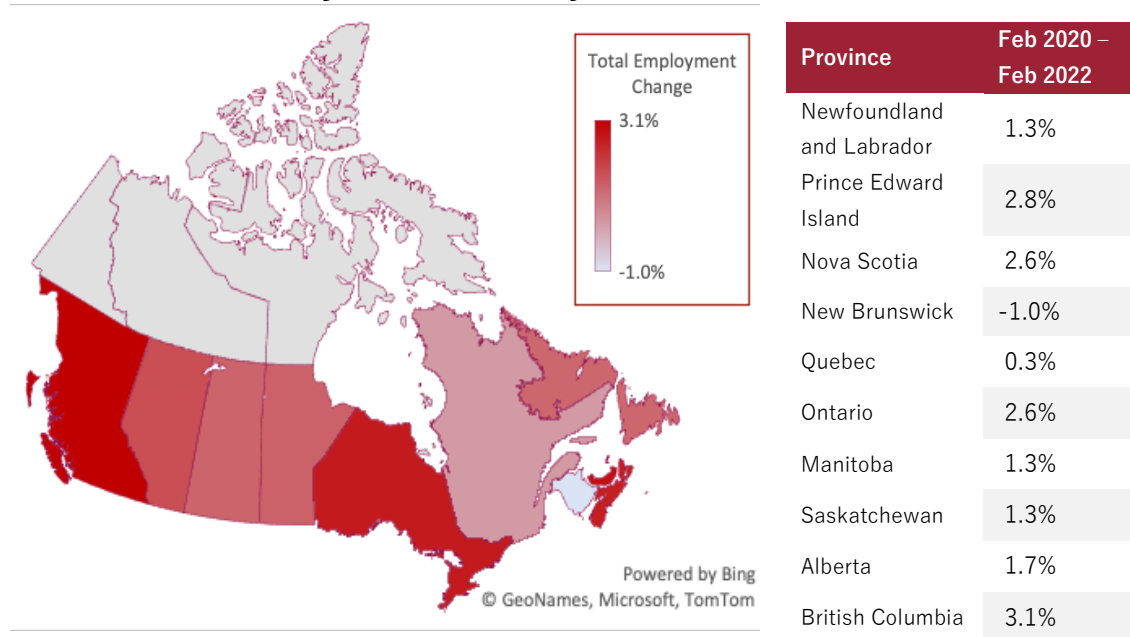 Total Employment
Change
3.1%
-1.0%
Powered by Bing
© GeoNames, Microsoft, TomTom
Province
Feb 2020 –
Feb 2022
Newfoundland
and Labrador
1.3%
Prince Edward
Island
2.8%
Nova Scotia
2.6%
New Brunswick
-1.0%
Quebec
0.3%
Ontario
2.6%
Manitoba
1.3%
Saskatchewan
1.3%
Alberta
1.7%
British Columbia
3.1%